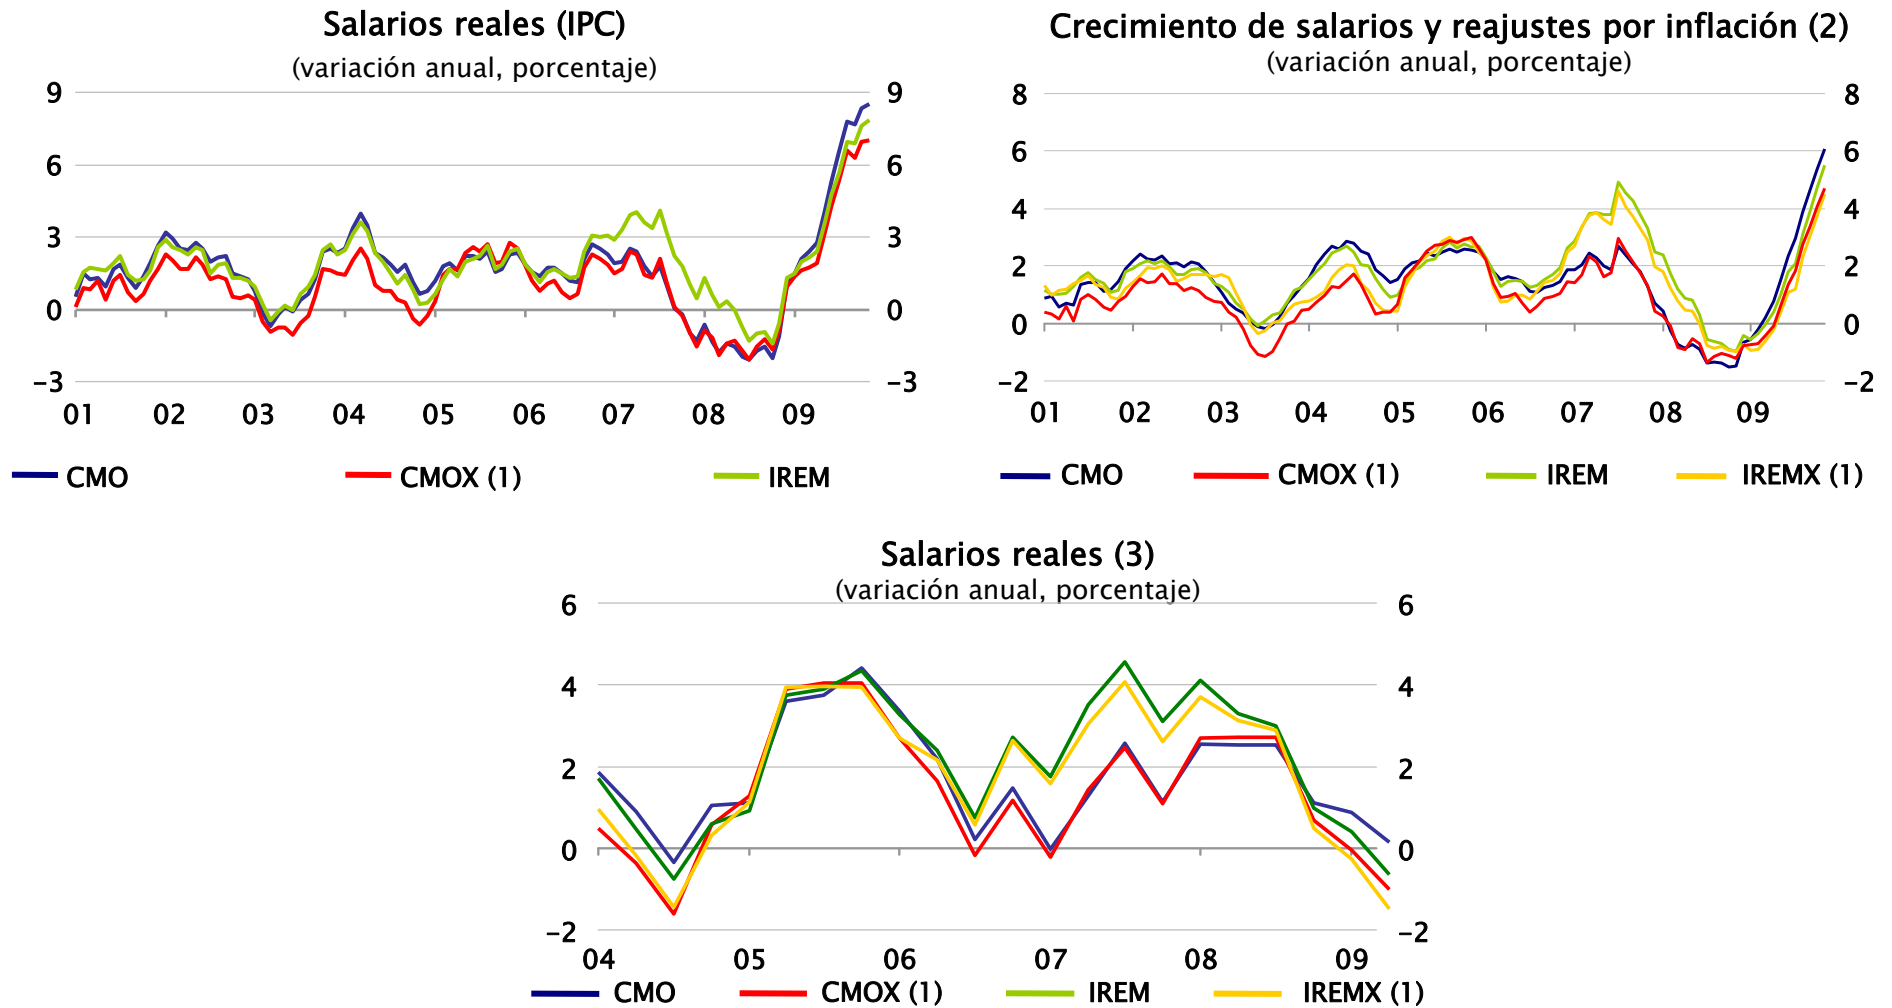 Salarios reales (IPC)
(variación anual, porcentaje)
9 9
6 6
3 3
0 0
−3 −3
01 02 03 04 05 06 07 08 09
CMO CMOX (1) IREM
Crecimiento de salarios y reajustes por inflación (2)
(variación anual, porcentaje)
8 8
6 6
4 4
2 2
0 0
−2 −2
01 02 03 04 05 06 07 08 09
CMO CMOX (1) IREM IREMX (1)
Salarios reales (3)
(variación anual, porcentaje)
6 6
4 4
2 2
0 0
−2 −2
04 05 06 07 08 09
CMO CMOX (1) IREM IREMX (1)